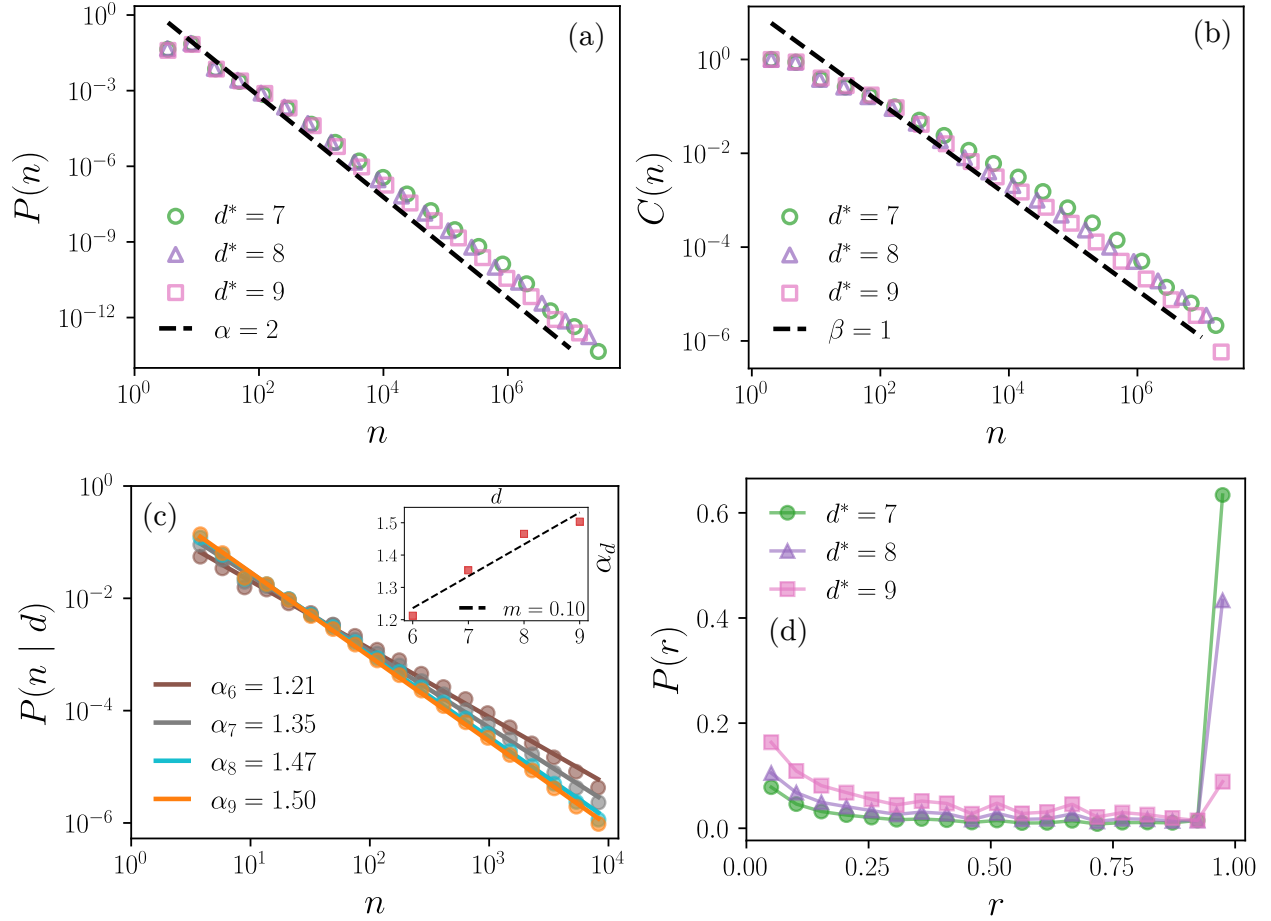 (a)
P(n)
10^0
10^{-3}
10^{-6}
10^{-9}
10^{-12}
d* = 7
d* = 8
d* = 9
α = 2
10^0 10^2 10^4 10^6
n
(b)
C(n)
10^0
10^{-2}
10^{-4}
10^{-6}
d* = 7
d* = 8
d* = 9
β = 1
10^0 10^2 10^4 10^6
n
(c)
P(n | d)
10^0
10^{-2}
10^{-4}
10^{-6}
d
1.5
1.4
1.3
1.2
α_d
m = 0.10
6 7 8 9
α_6 = 1.21
α_7 = 1.35
α_8 = 1.47
α_9 = 1.50
10^0 10^1 10^2 10^3 10^4
n
d* = 7
d* = 8
d* = 9
(d)
P(r)
0.6
0.4
0.2
0.0
0.00 0.25 0.50 0.75 1.00
r